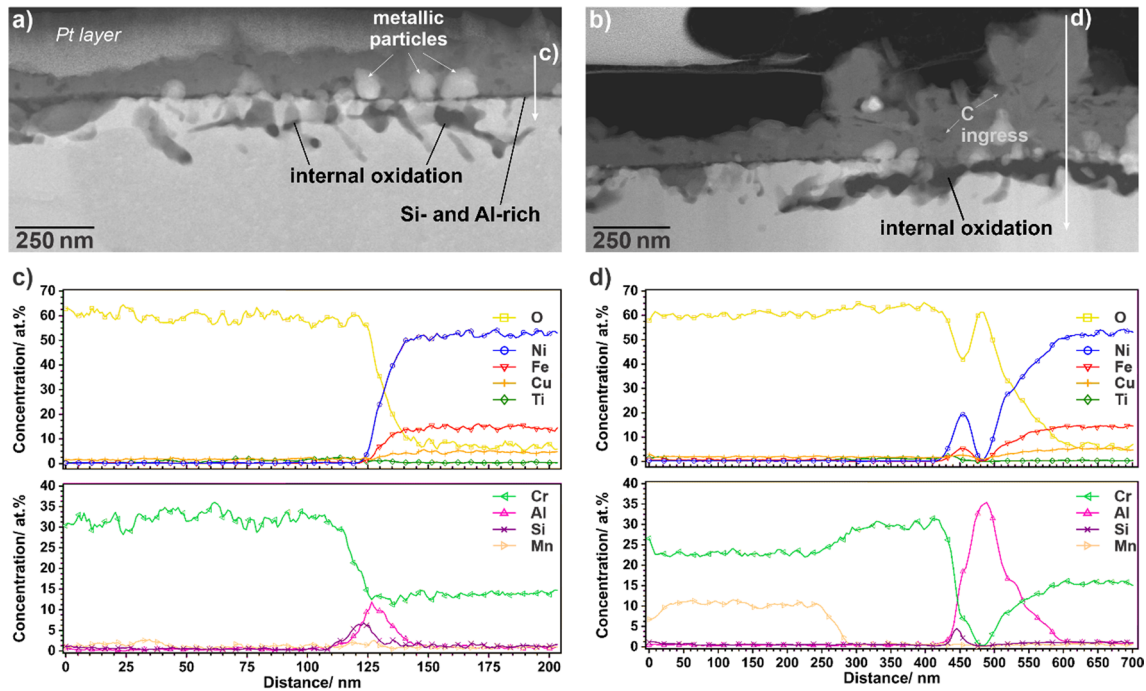 a)
Pt layer
metallic
particles
c)
internal oxidation
Si- and Al-rich
250 nm
b)
d)
C
ingress
internal oxidation
250 nm
c)
Concentration/ at.%
70
60
50
40
30
20
10
0
O
Ni
Fe
Cu
Ti
Concentration/ at.%
40
35
30
25
20
15
10
5
0
Cr
Al
Si
Mn
0 25 50 75 100 125 150 175 200
Distance/ nm
d)
Concentration/ at.%
70
60
50
40
30
20
10
0
O
Ni
Fe
Cu
Ti
Concentration/ at.%
40
35
30
25
20
15
10
5
0
Cr
Al
Si
Mn
0 50 100 150 200 250 300 350 400 450 500 550 600 650 700
Distance/ nm